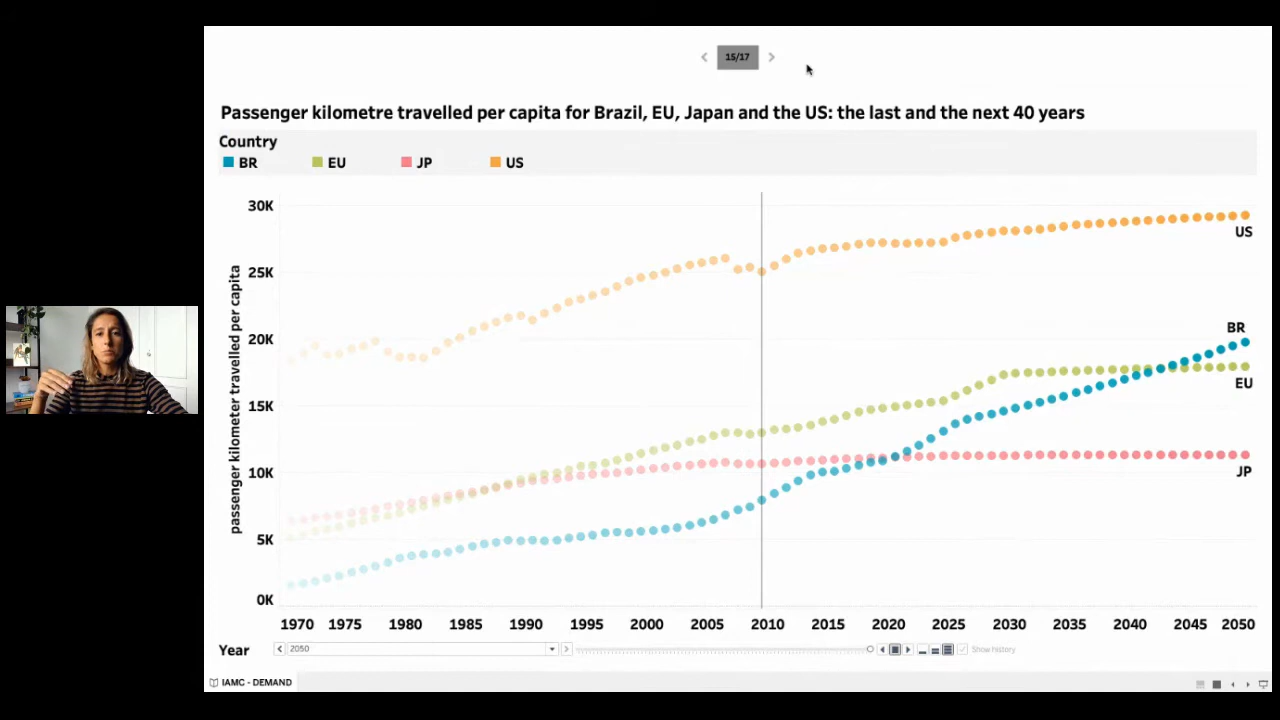 15/17
Passenger kilometre travelled per capita for Brazil, EU, Japan and the US: the last and the next 40 years
Country
BR EU JP US
passenger kilometer travelled per capita
30K
25K
20K
15K
10K
5K
0K
US
BR
EU
JP
1970 1975 1980 1985 1990 1995 2000 2005 2010 2015 2020 2025 2030 2035 2040 2045 2050
Year 2050 Show history
IAMC - DEMAND